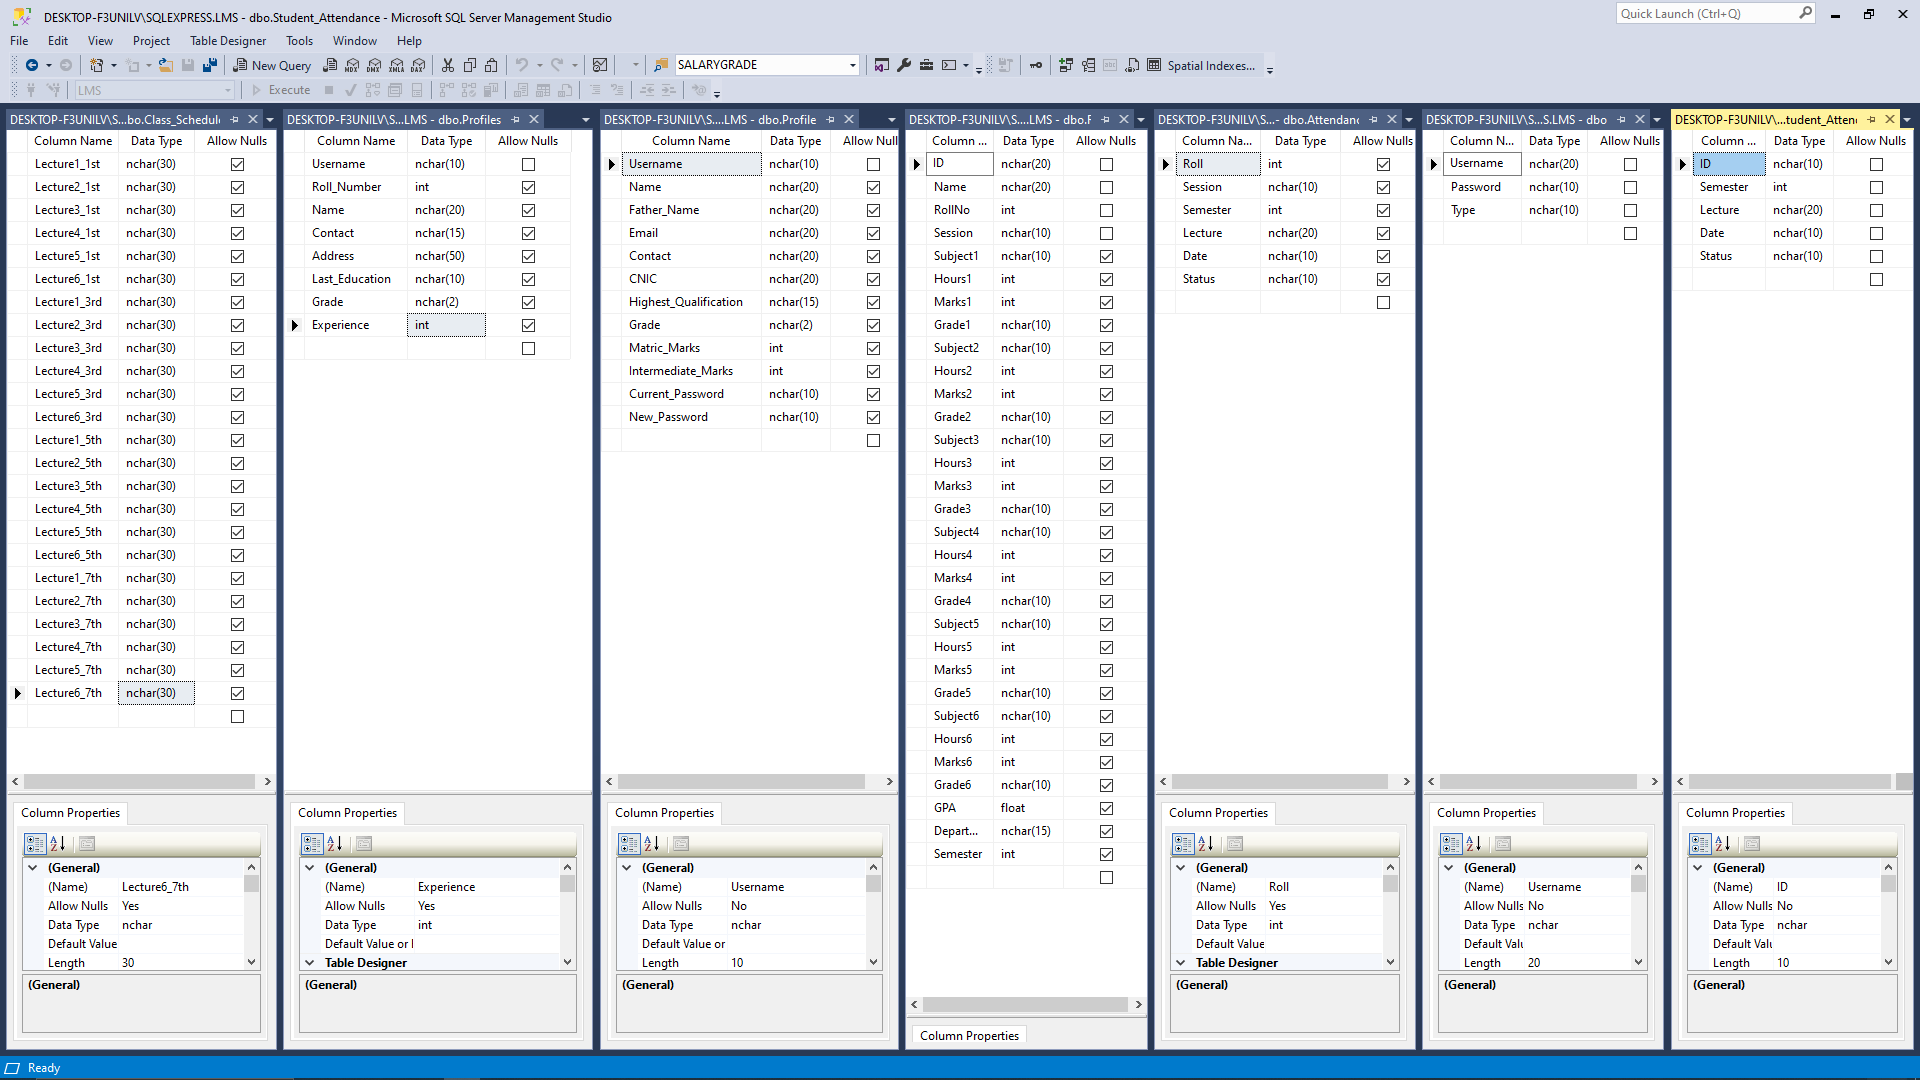 DESKTOP-F3UNILV\SQLEXPRESS.LMS - dbo.Student_Attendance - Microsoft SQL Server Management Studio
Quick Launch (Ctrl+Q)
File Edit View Project Table Designer Tools Window Help
New Query MDX DMX XMLA DAX SALARYGRADE Spatial Indexes...
LMS Execute
DESKTOP-F3UNILV\S...bo.Class_Schedul
Column Name Data Type Allow Nulls
Lecture1_1st nchar(30)
Lecture2_1st nchar(30)
Lecture3_1st nchar(30)
Lecture4_1st nchar(30)
Lecture5_1st nchar(30)
Lecture6_1st nchar(30)
Lecture1_3rd nchar(30)
Lecture2_3rd nchar(30)
Lecture3_3rd nchar(30)
Lecture4_3rd nchar(30)
Lecture5_3rd nchar(30)
Lecture6_3rd nchar(30)
Lecture1_5th nchar(30)
Lecture2_5th nchar(30)
Lecture3_5th nchar(30)
Lecture4_5th nchar(30)
Lecture5_5th nchar(30)
Lecture6_5th nchar(30)
Lecture1_7th nchar(30)
Lecture2_7th nchar(30)
Lecture3_7th nchar(30)
Lecture4_7th nchar(30)
Lecture5_7th nchar(30)
Lecture6_7th nchar(30)
Column Properties
(General)
(Name) Lecture6_7th
Allow Nulls Yes
Data Type nchar
Default Value
Length 30
(General)
DESKTOP-F3UNILV\S...LMS - dbo.Profiles
Column Name Data Type Allow Nulls
Username nchar(10)
Roll_Number int
Name nchar(20)
Contact nchar(15)
Address nchar(50)
Last_Education nchar(10)
Grade nchar(2)
Experience int
Column Properties
(General)
(Name) Experience
Allow Nulls Yes
Data Type int
Default Value or I
Table Designer
(General)
DESKTOP-F3UNILV\S....LMS - dbo.Profile
Column Name Data Type Allow Null
Username nchar(10)
Name nchar(20)
Father_Name nchar(20)
Email nchar(20)
Contact nchar(20)
CNIC nchar(20)
Highest_Qualification nchar(15)
Grade nchar(2)
Matric_Marks int
Intermediate_Marks int
Current_Password nchar(10)
New_Password nchar(10)
Column Properties
(General)
(Name) Username
Allow Nulls No
Data Type nchar
Default Value or
Length 10
(General)
DESKTOP-F3UNILV\S....LMS - dbo.F
Column ... Data Type Allow Nulls
ID nchar(20)
Name nchar(20)
RollNo int
Session nchar(10)
Subject1 nchar(10)
Hours1 int
Marks1 int
Grade1 nchar(10)
Subject2 nchar(10)
Hours2 int
Marks2 int
Grade2 nchar(10)
Subject3 nchar(10)
Hours3 int
Marks3 int
Grade3 nchar(10)
Subject4 nchar(10)
Hours4 int
Marks4 int
Grade4 nchar(10)
Subject5 nchar(10)
Hours5 int
Marks5 int
Grade5 nchar(10)
Subject6 nchar(10)
Hours6 int
Marks6 int
Grade6 nchar(10)
GPA float
Depart... nchar(15)
Semester int
Column Properties
DESKTOP-F3UNILV\S...- dbo.Attendanc
Column Na... Data Type Allow Nulls
Roll int
Session nchar(10)
Semester int
Lecture nchar(20)
Date nchar(10)
Status nchar(10)
Column Properties
(General)
(Name) Roll
Allow Nulls Yes
Data Type int
Default Value
Table Designer
(General)
DESKTOP-F3UNILV\S...S.LMS - dbo
Column N... Data Type Allow Nulls
Username nchar(20)
Password nchar(10)
Type nchar(10)
Column Properties
(General)
(Name) Username
Allow Nulls No
Data Type nchar
Default Valu
Length 20
(General)
DESKTOP-F3UNILV\...tudent_Atten
Column ... Data Type Allow Nulls
ID nchar(10)
Semester int
Lecture nchar(20)
Date nchar(10)
Status nchar(10)
Column Properties
(General)
(Name) ID
Allow Nulls No
Data Type nchar
Default Valu
Length 10
(General)
Ready